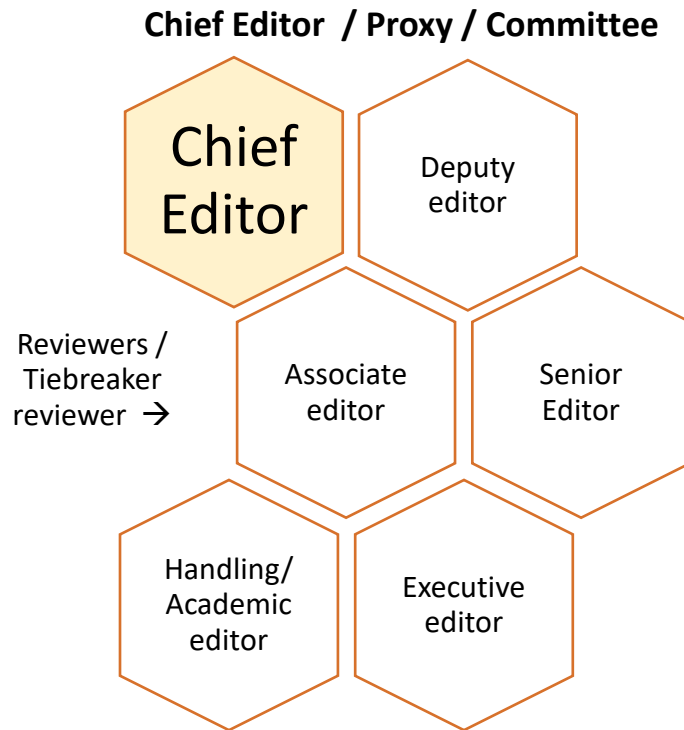 Chief Editor / Proxy / Committee
Chief
Editor
Deputy
editor
Reviewers /
Tiebreaker
reviewer →
Associate
editor
Senior
Editor
Handling/
Academic
editor
Executive
editor